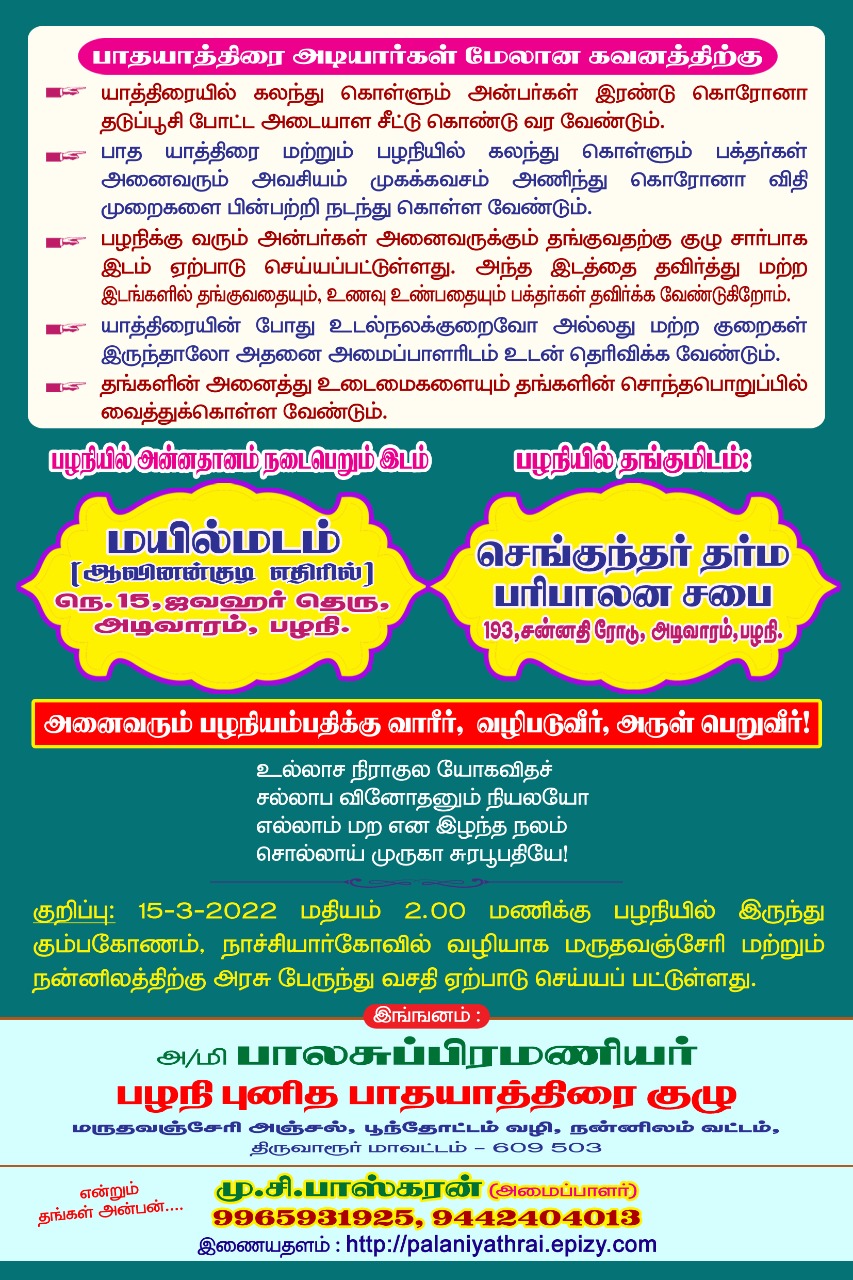 பாதயாத்திரை அடியார்கள் மேலான கவனத்திற்கு
யாத்திரையில் கலந்து கொள்ளும் அன்பர்கள் இரண்டு கொரோனா
தடுப்பூசி போட்ட அடையாள சீட்டு கொண்டு வர வேண்டும்.
பாத யாத்திரை மற்றும் பழநியில் கலந்து கொள்ளும் பக்தர்கள்
அனைவரும் அவசியம் முகக்கவசம் அணிந்து கொரோனா விதி
முறைகளை பின்பற்றி நடந்து கொள்ள வேண்டும்.
பழநிக்கு வரும் அன்பர்கள் அனைவருக்கும் தங்குவதற்கு குழு சார்பாக
இடம் ஏற்பாடு செய்யப்பட்டுள்ளது. அந்த இடத்தை தவிர்த்து மற்ற
இடங்களில் தங்குவதையும், உணவு உண்பதையும் பக்தர்கள் தவிர்க்க வேண்டுகிறோம்.
யாத்திரையின் போது உடல்நலக்குறைவோ அல்லது மற்ற குறைகள்
இருந்தாலோ அதனை அமைப்பாளரிடம் உடன் தெரிவிக்க வேண்டும்.
தங்களின் அனைத்து உடைமைகளையும் தங்களின் சொந்தபொறுப்பில்
வைத்துக்கொள்ள வேண்டும்.
பழநியில் அன்னதானம் நடைபெறும் இடம்
மயில்மடம்
(ஆவினன்குடி எதிரில்)
நெ.15,ஜவஹர் தெரு,
அடிவாரம், பழநி.
பழநியில் தங்குமிடம்:
செங்குந்தர் தர்ம
பரிபாலன சபை
193,சன்னதி ரோடு, அடிவாரம்,பழநி.
அனைவரும் பழநியம்பதிக்கு வாரீர், வழிபடுவீர், அருள் பெறுவீர்!
உல்லாச நிராகுல யோகவிதச்
சல்லாப வினோதனும் நியலயோ
எல்லாம் மற என இழந்த நலம்
சொல்லாய் முருகா சுரபூபதியே!
குறிப்பு: 15-3-2022 மதியம் 2.00 மணிக்கு பழநியில் இருந்து
கும்பகோணம், நாச்சியார்கோவில் வழியாக மருதவஞ்சேரி மற்றும்
நன்னிலத்திற்கு அரசு பேருந்து வசதி ஏற்பாடு செய்யப் பட்டுள்ளது.
இங்ஙனம் :
அ/மி பாலசுப்பிரமணியர்
பழநி புனித பாதயாத்திரை குழு
மருதவஞ்சேரி அஞ்சல், பூந்தோட்டம் வழி, நன்னிலம் வட்டம்,
திருவாரூர் மாவட்டம் – 609 503
என்றும்
தங்கள் அன்பன்....
மு.சி.பாஸ்கரன் (அமைப்பாளர்)
9965931925, 9442404013
இணையதளம் : http://palaniyathrai.epizy.com